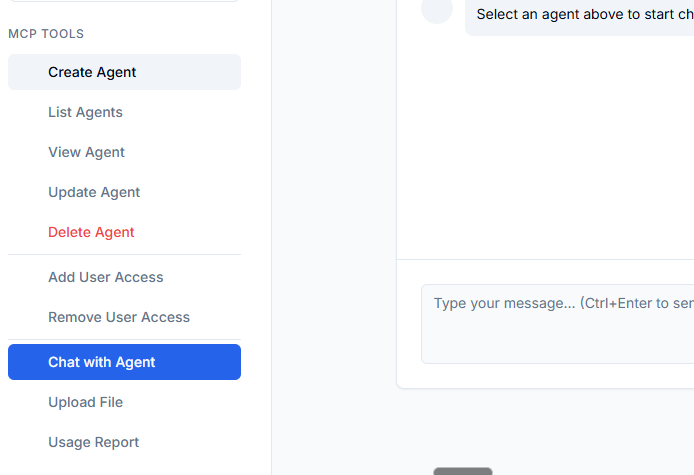 MCP TOOLS
Create Agent
List Agents
View Agent
Update Agent
Delete Agent
Add User Access
Remove User Access
Chat with Agent
Upload File
Usage Report
Select an agent above to start ch
Type your message... (Ctrl+Enter to ser